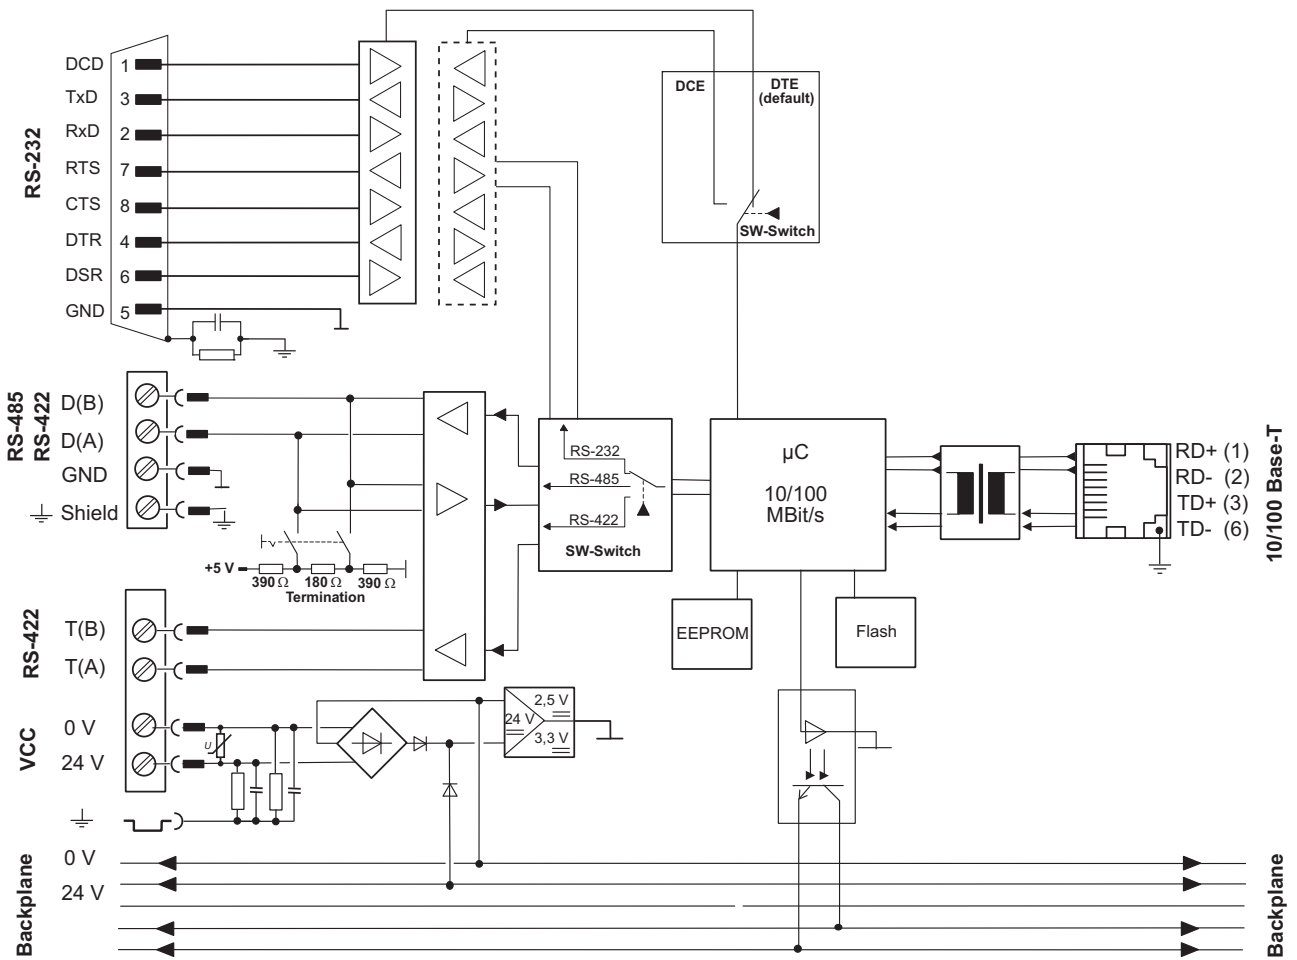 RS-232
DCD 1
TxD 3
RxD 2
RTS 7
CTS 8
DTR 4
DSR 6
GND 5
DCE
DTE
(default)
SW-Switch
RS-485
RS-422
D(B)
D(A)
GND
Shield
+5 V
390 Ω
180 Ω
390 Ω
Termination
RS-232
RS-485
RS-422
SW-Switch
µC
10/100
MBit/s
EEPROM
Flash
RD+ (1)
RD- (2)
TD+ (3)
TD- (6)
10/100 Base-T
RS-422
T(B)
T(A)
VCC
0 V
24 V
U
2,5 V
24 V
3,3 V
Backplane
0 V
24 V
Backplane